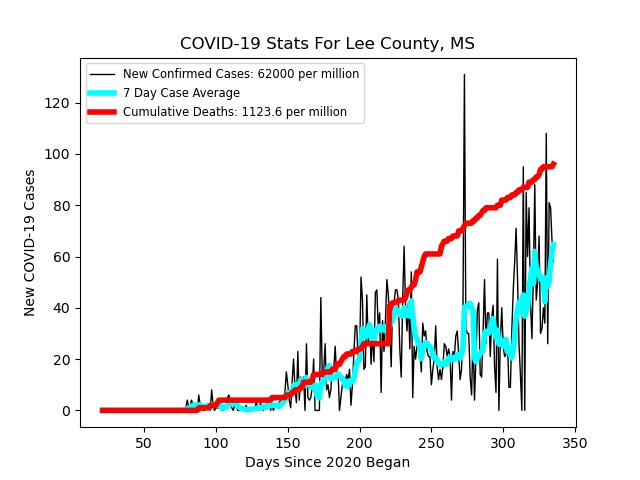 COVID-19 Stats For Lee County, MS
New Confirmed Cases: 62000 per million
7 Day Case Average
Cumulative Deaths: 1123.6 per million
New COVID-19 Cases
120
100
80
60
40
20
0
50 100 150 200 250 300 350
Days Since 2020 Began